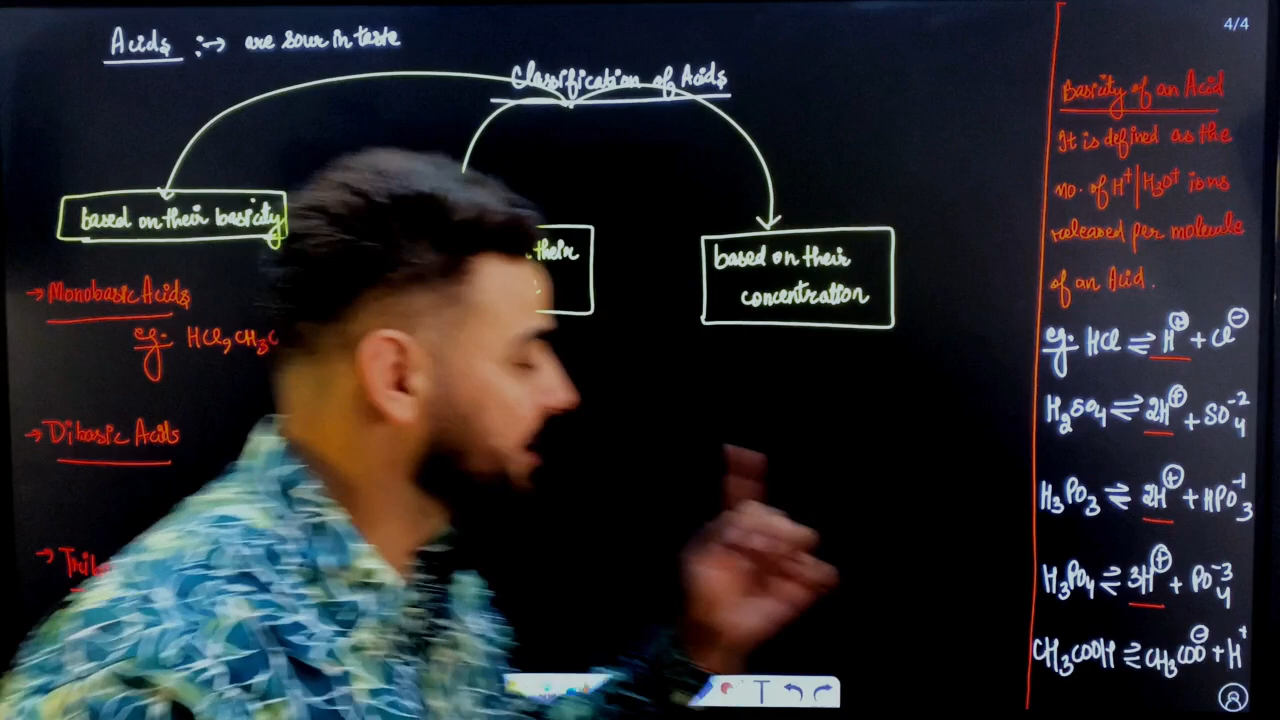 4/4
Acids :→ are sour in taste
Classification of Acids
based on their basicity
their
based on their
concentration
→ Monobasic Acids
eg: HCl, CH3C
→ Dibasic Acids
→ Trib
Basicity of an Acid
It is defined as the
no. of H⁺ | H3O⁺ ions
released per molecule
of an Acid.
eg: HCl ⇌ H⊕ + Cl⊖
H2SO4 ⇌ 2H⊕ + SO4⁻²
H3PO3 ⇌ 2H⊕ + HPO3⁻¹
H3PO4 ⇌ 3H⊕ + PO4⁻³
CH3COOH ⇌ CH3COO⊖ + H⁺
T
8